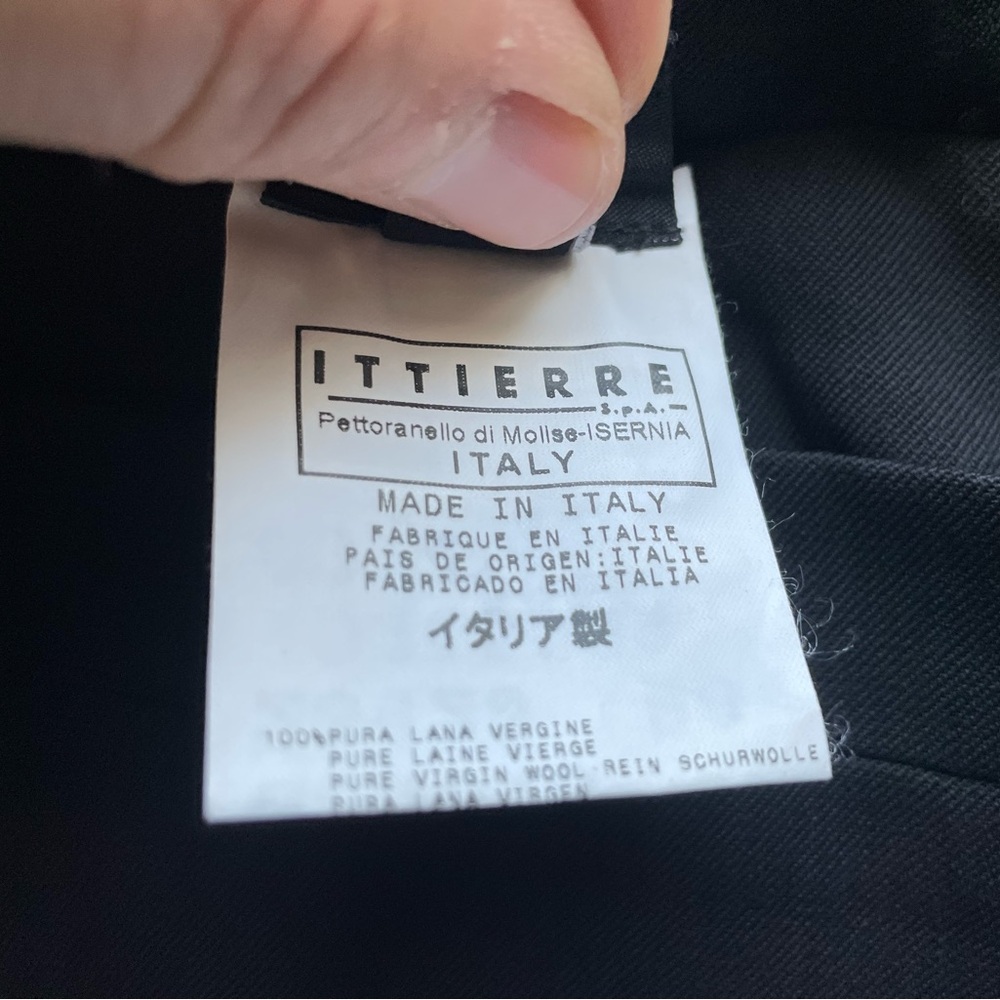 ITTIERRE
S.p.A.
Pettoranello di Molise-ISERNIA
ITALY
MADE IN ITALY
FABRIQUE EN ITALIE
PAIS DE ORIGEN:ITALIE
FABRICADO EN ITALIA
イタリア製
100%PURA LANA VERGINE
PURE LAINE VIERGE
PURE VIRGIN WOOL-REIN SCHURWOLLE
PURA LANA VIRGEN